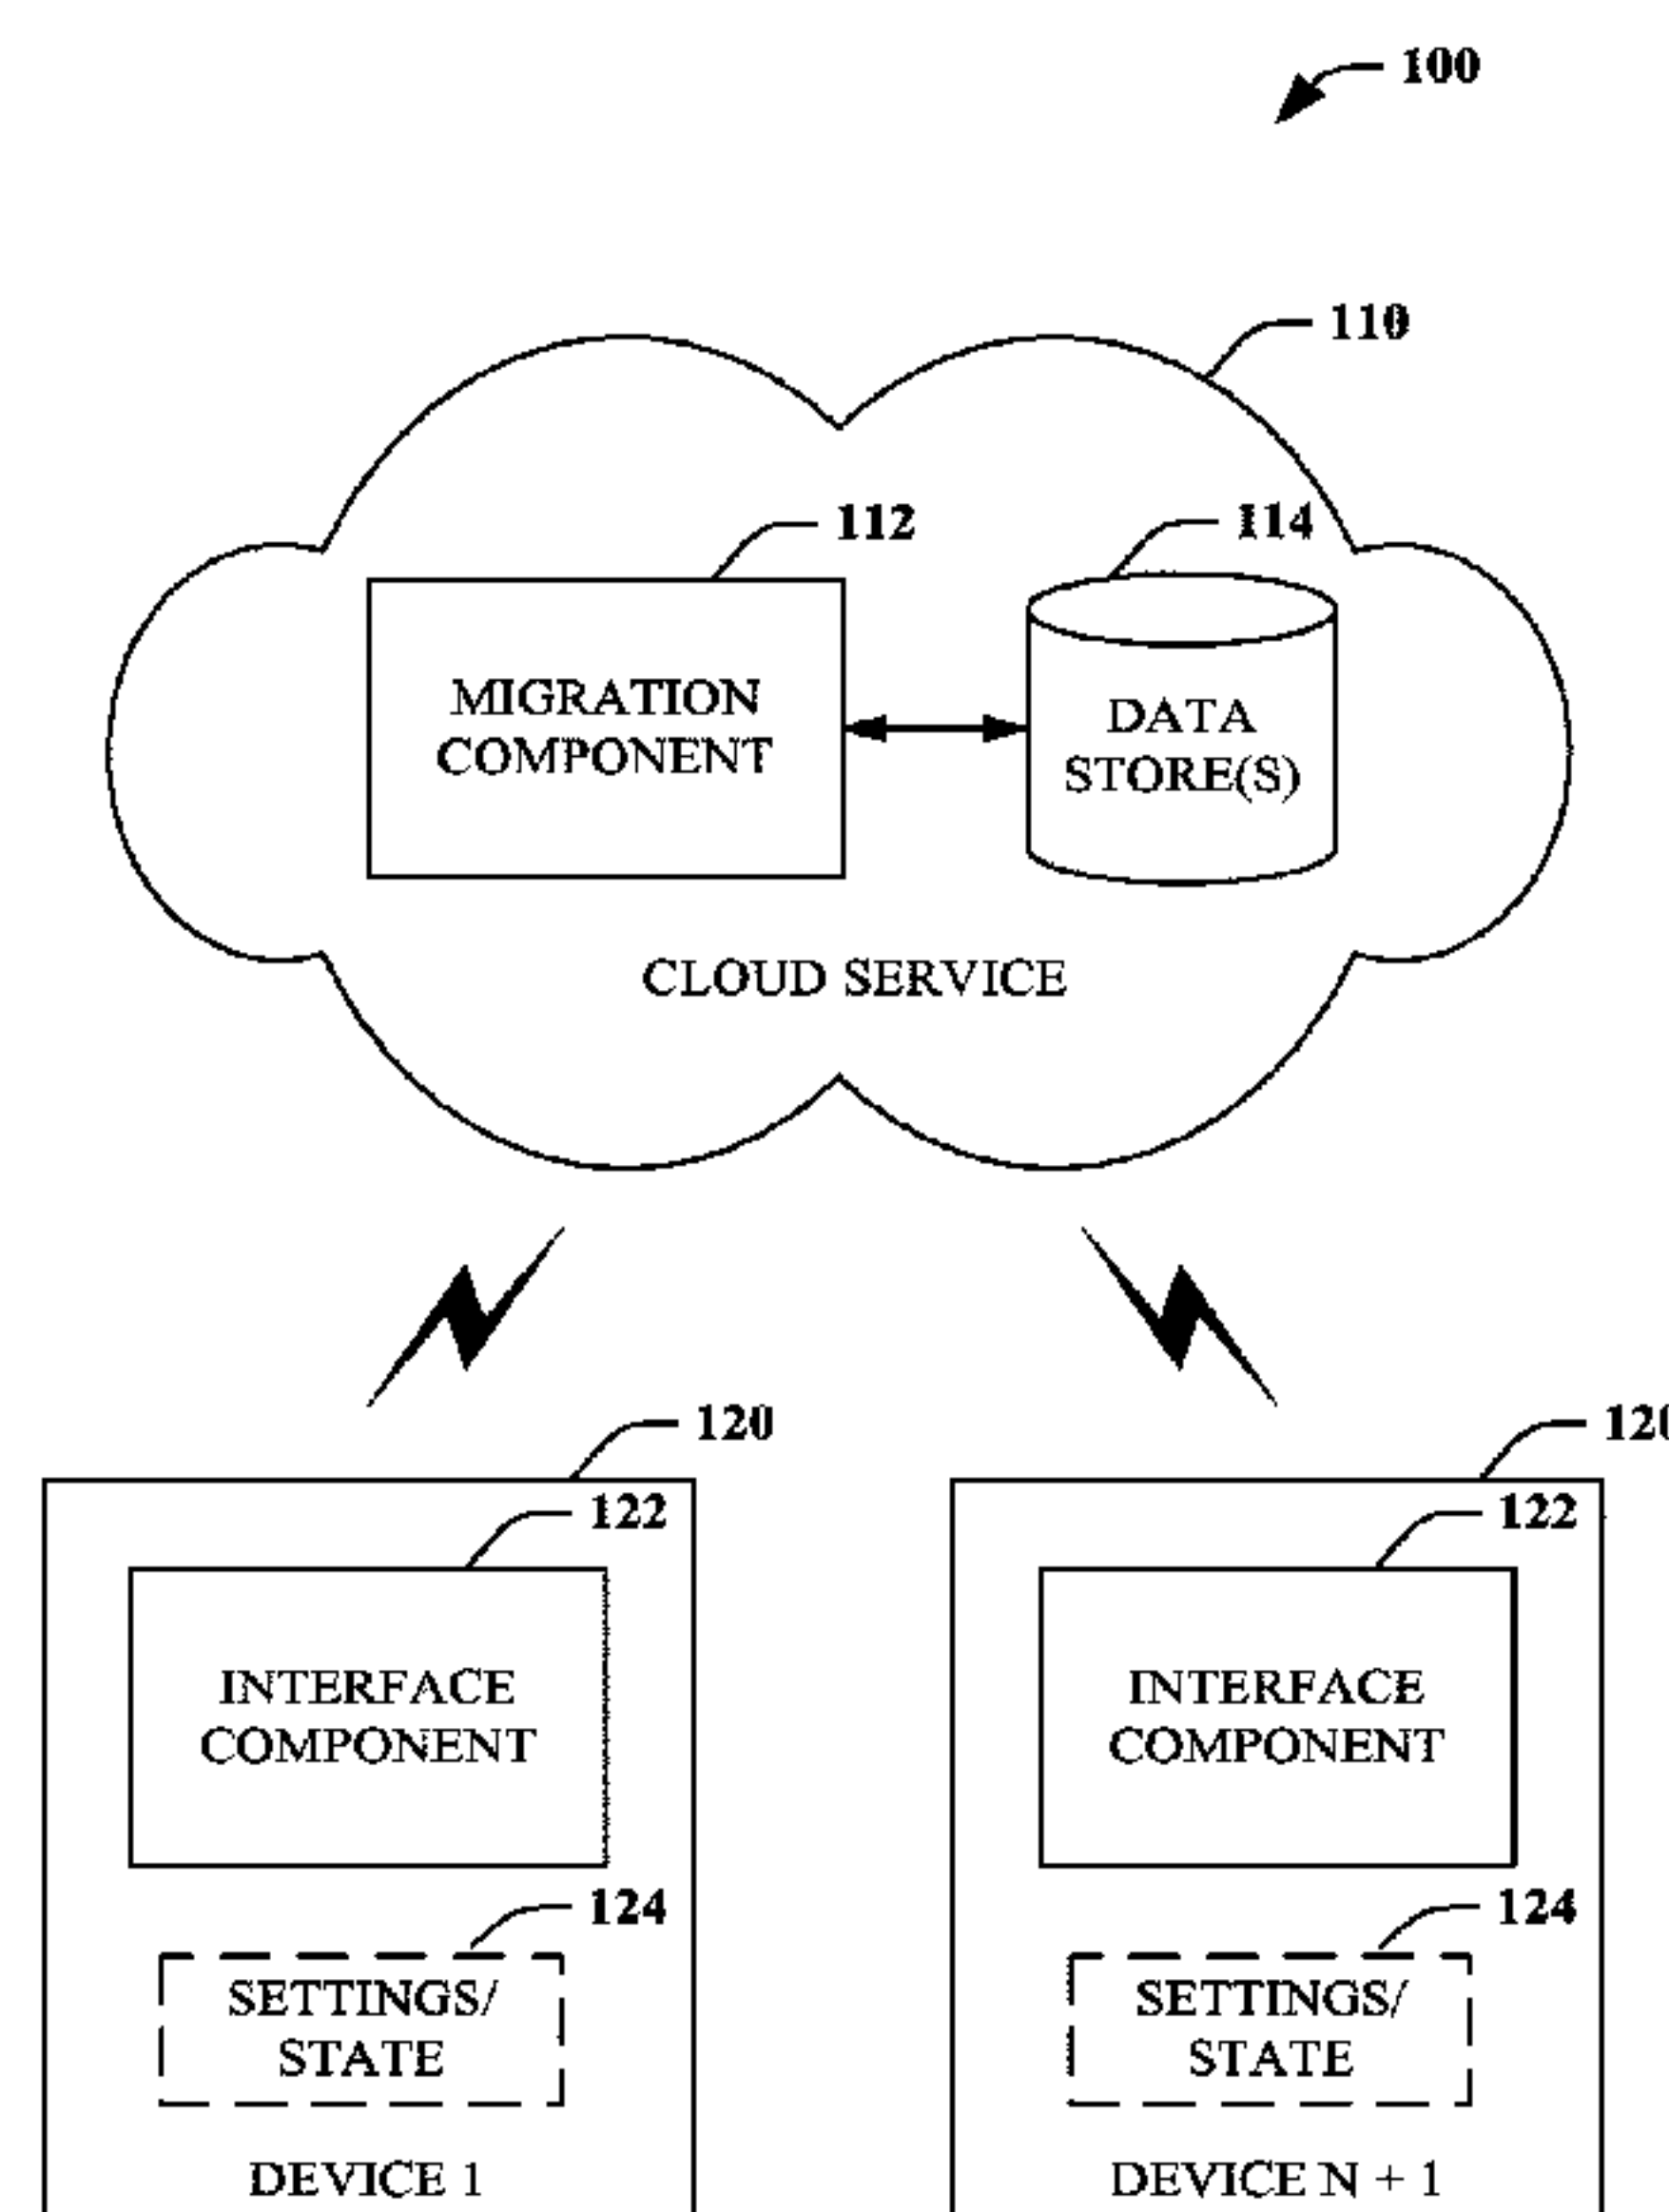 100
110
112
114
MIGRATION
COMPONENT
DATA
STORE(S)
CLOUD SERVICE
120
120
122
122
INTERFACE
COMPONENT
INTERFACE
COMPONENT
124
124
SETTINGS/
STATE
SETTINGS/
STATE
DEVICE 1
DEVICE N + 1